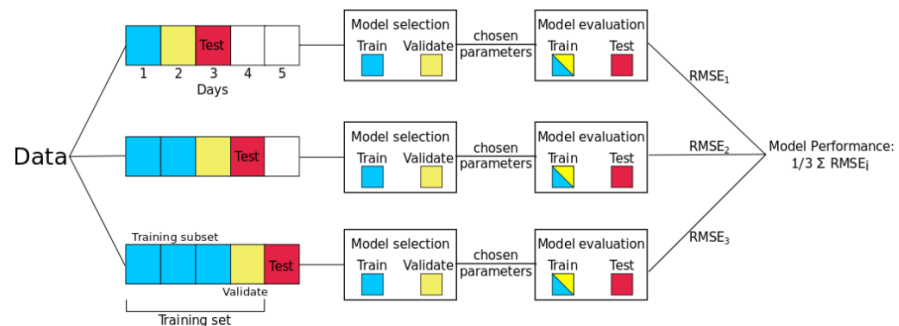 Data
Test
1 2 3 4 5
Days
Model selection
Train Validate
chosen
parameters
Model evaluation
Train Test
RMSE1
Test
Model selection
Train Validate
chosen
parameters
Model evaluation
Train Test
RMSE2
Model Performance:
1/3 Σ RMSEi
Training subset
Test
Validate
Training set
Model selection
Train Validate
chosen
parameters
Model evaluation
Train Test
RMSE3